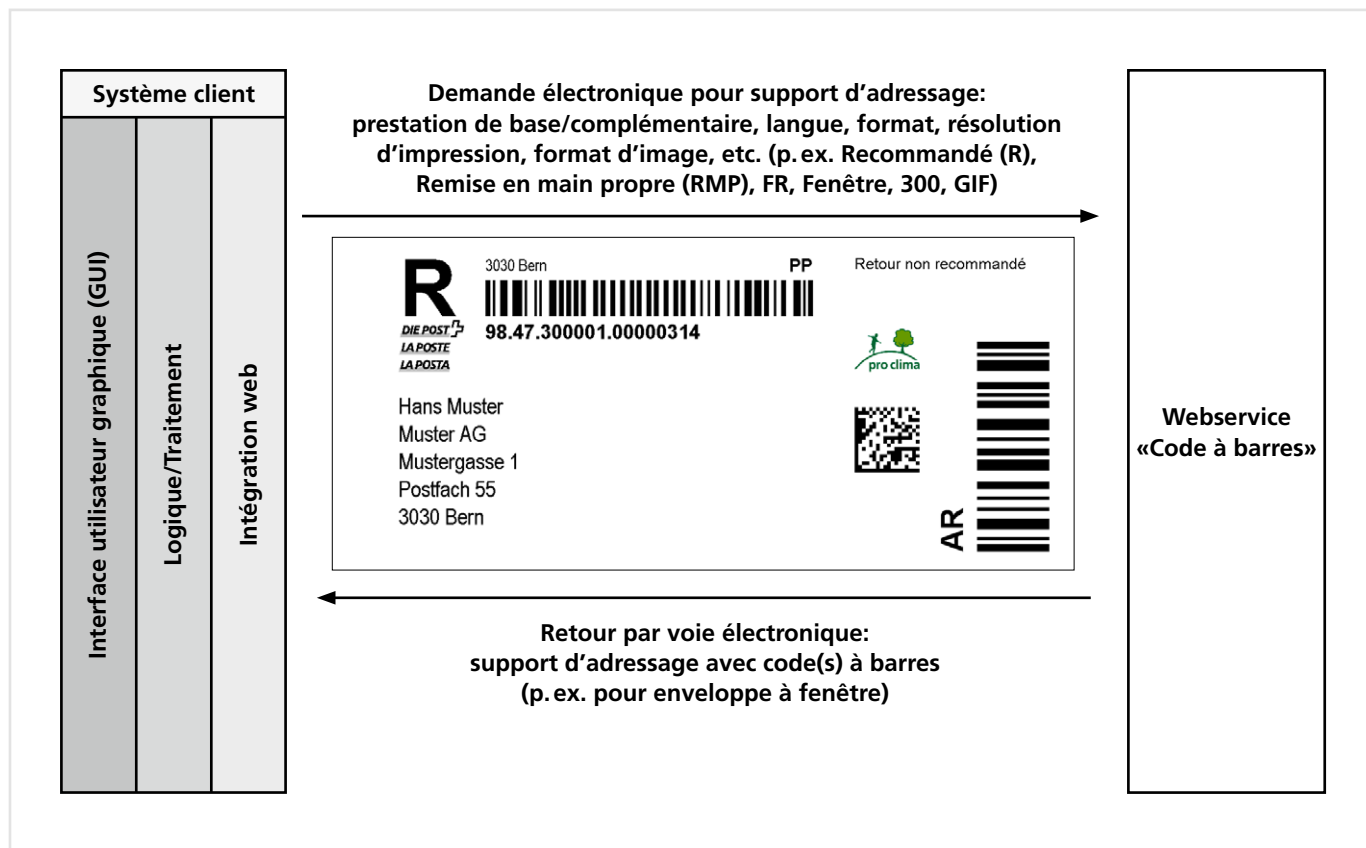 Système client
Interface utilisateur graphique (GUI)
Logique/Traitement
Intégration web
Demande électronique pour support d’adressage:
prestation de base/complémentaire, langue, format, résolution
d’impression, format d’image, etc. (p. ex. Recommandé (R),
Remise en main propre (RMP), FR, Fenêtre, 300, GIF)
R
DIE POST
LA POSTE
LA POSTA
3030 Bern PP
98.47.300001.00000314
Retour non recommandé
pro clima
Hans Muster
Muster AG
Mustergasse 1
Postfach 55
3030 Bern
AR
Retour par voie électronique:
support d’adressage avec code(s) à barres
(p. ex. pour enveloppe à fenêtre)
Webservice
«Code à barres»